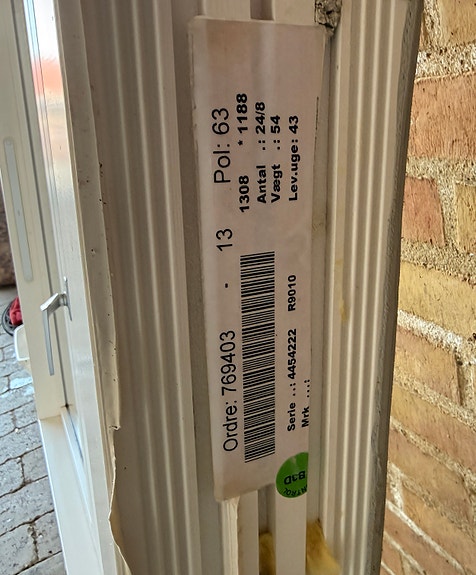 Ordre: 769403 - 13 Pol: 63
1308 * 1188
Antal .: 24/8
Vægt .: 54
Serie ..: 4454222 R9010 Lev.uge: 43
Mrk ...:
B3D